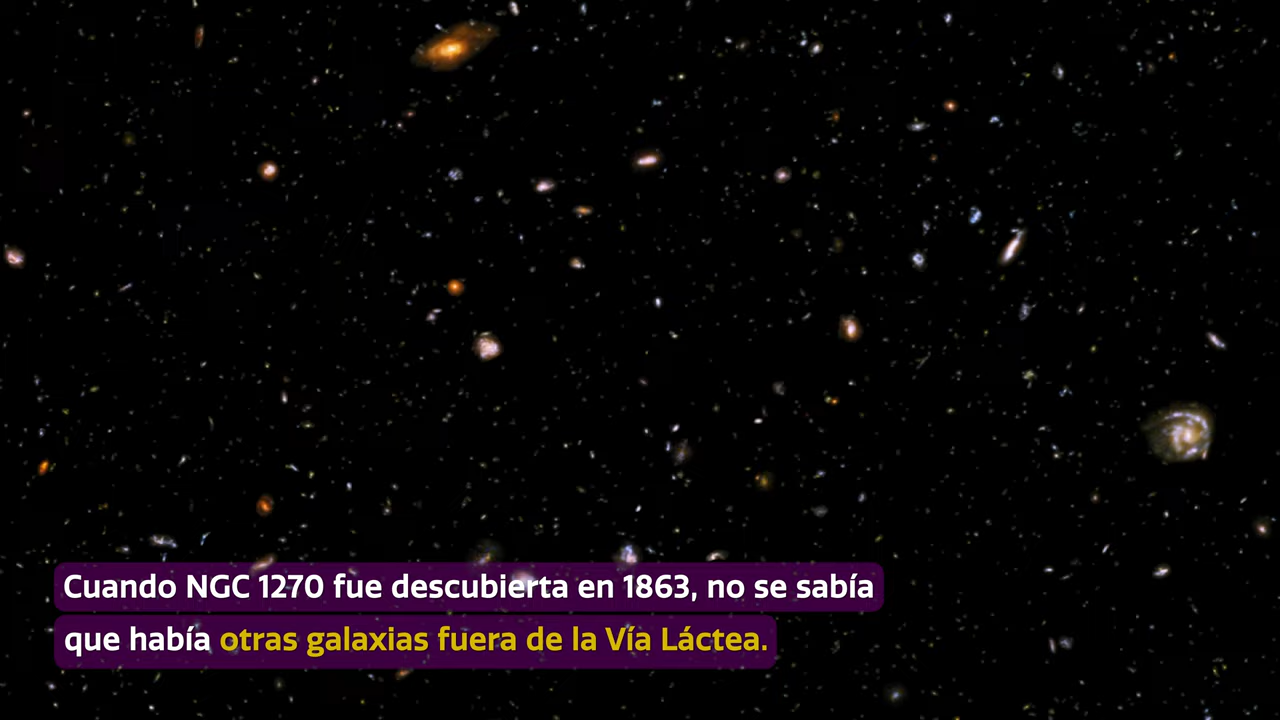 Cuando NGC 1270 fue descubierta en 1863, no se sabía
que había otras galaxias fuera de la Vía Láctea.